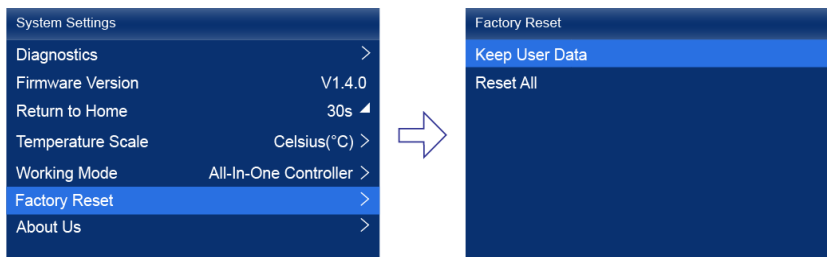 System Settings
Diagnostics >
Firmware Version V1.4.0
Return to Home 30s
Temperature Scale Celsius(°C) >
Working Mode All-In-One Controller >
Factory Reset >
About Us >
Factory Reset
Keep User Data
Reset All